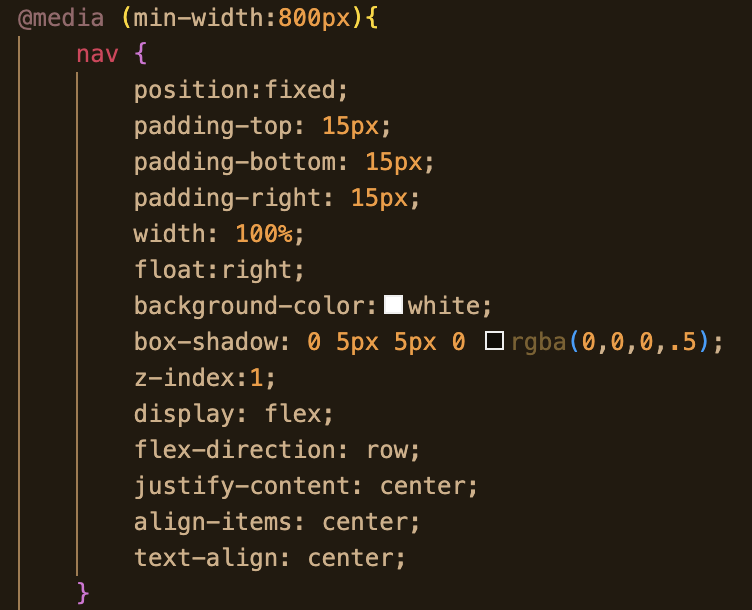 @media (min-width:800px){
nav {
position:fixed;
padding-top: 15px;
padding-bottom: 15px;
padding-right: 15px;
width: 100%;
float:right;
background-color:white;
box-shadow: 0 5px 5px 0 rgba(0,0,0,.5);
z-index:1;
display: flex;
flex-direction: row;
justify-content: center;
align-items: center;
text-align: center;
}